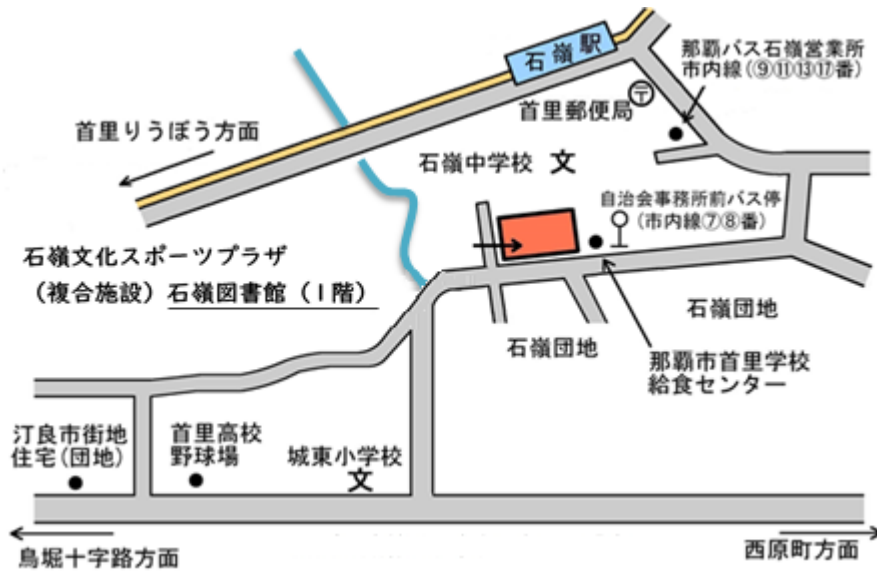 石嶺駅
那覇バス石嶺営業所
市内線(⑨⑪⑬⑰番)
首里郵便局
首里りうぼう方面
石嶺中学校 文
自治会事務所前バス停
(市内線⑦⑧番)
石嶺文化スポーツプラザ
(複合施設)石嶺図書館(1階)
石嶺団地
石嶺団地
那覇市首里学校
給食センター
汀良市街地
住宅(団地)
首里高校
野球場
城東小学校
文
鳥堀十字路方面
西原町方面